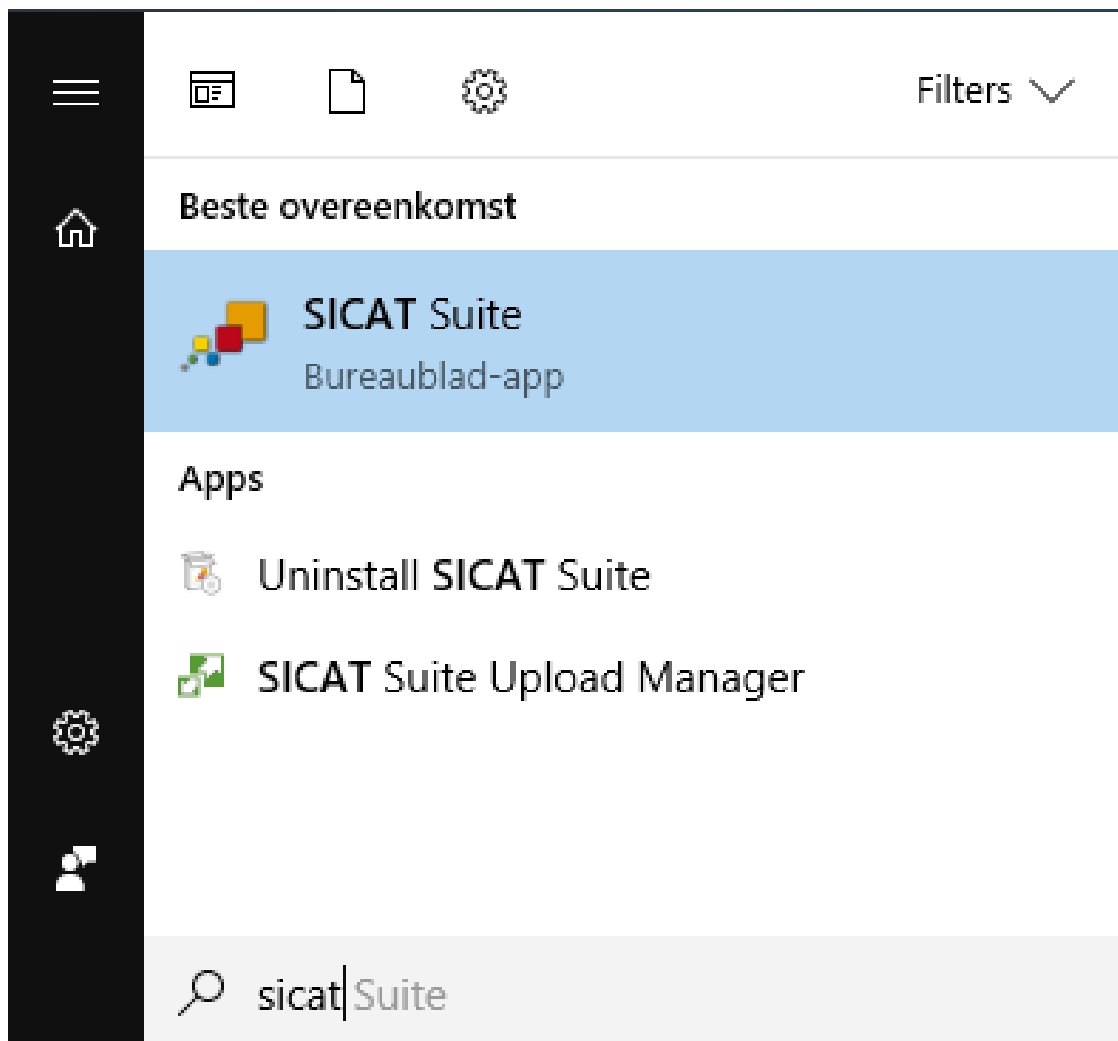 Filters
Beste overeenkomst
SICAT Suite
Bureaublad-app
Apps
Uninstall SICAT Suite
SICAT Suite Upload Manager
sicat Suite